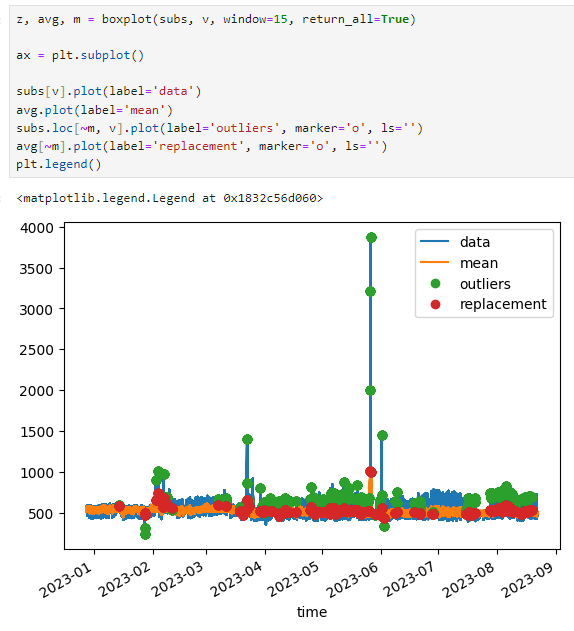 z, avg, m = boxplot(subs, v, window=15, return_all=True)
ax = plt.subplot()
subs[v].plot(label='data')
avg.plot(label='mean')
subs.loc[~m, v].plot(label='outliers', marker='o', ls='')
avg[~m].plot(label='replacement', marker='o', ls='')
plt.legend()
<matplotlib.legend.Legend at 0x1832c56d060>
4000
3500
3000
2500
2000
1500
1000
500
data
mean
outliers
replacement
2023-01
2023-02
2023-03
2023-04
2023-05
2023-06
2023-07
2023-08
2023-09
time